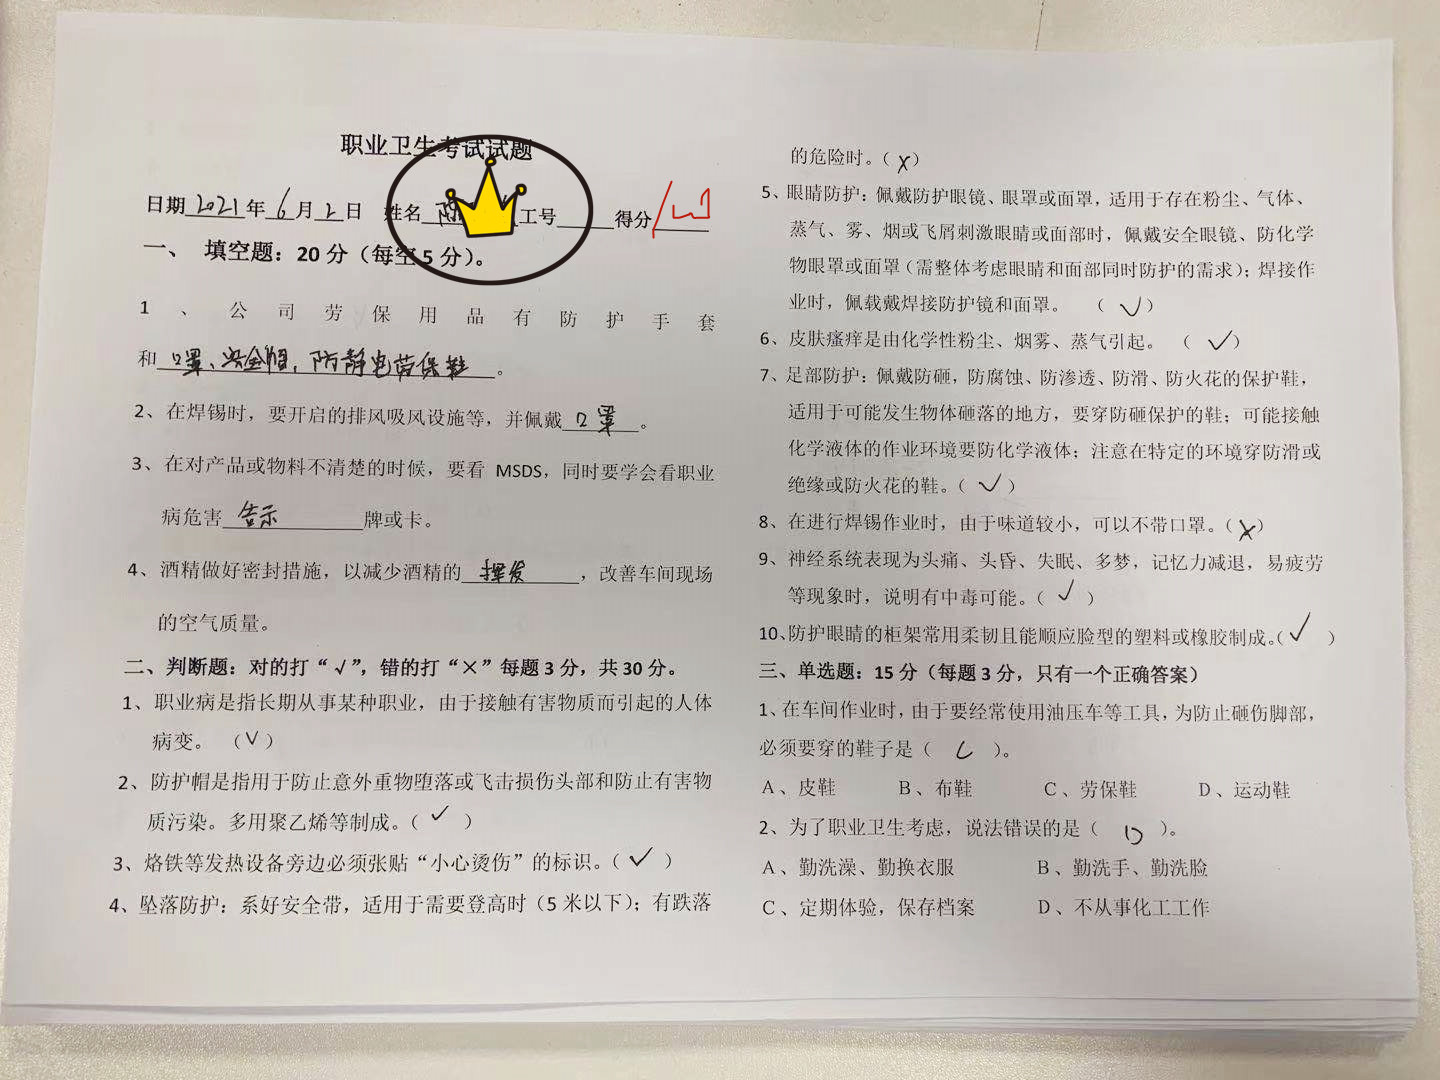 职业卫生考试试题
日期2021年6月2日 姓名陈 工号 得分
一、 填空题：20分（每空5分）。
1、公司劳保用品有防护手套
和口罩、安全帽，防静电劳保鞋。
2、在焊锡时，要开启的排风吸风设施等，并佩戴口罩。
3、在对产品或物料不清楚的时候，要看 MSDS，同时要学会看职业
病危害告示牌或卡。
4、酒精做好密封措施，以减少酒精的挥发，改善车间现场
的空气质量。
二、判断题：对的打“√”，错的打“×”每题3分，共30分。
1、职业病是指长期从事某种职业，由于接触有害物质而引起的人体
病变。（√）
2、防护帽是指用于防止意外重物堕落或飞击损伤头部和防止有害物
质污染。多用聚乙烯等制成。（√）
3、烙铁等发热设备旁边必须张贴“小心烫伤”的标识。（√）
4、坠落防护：系好安全带，适用于需要登高时（5米以下）；有跌落
的危险时。（×）
5、眼睛防护：佩戴防护眼镜、眼罩或面罩，适用于存在粉尘、气体、
蒸气、雾、烟或飞屑刺激眼睛或面部时，佩戴安全眼镜、防化学
物眼罩或面罩（需整体考虑眼睛和面部同时防护的需求）；焊接作
业时，佩载戴焊接防护镜和面罩。（√）
6、皮肤瘙痒是由化学性粉尘、烟雾、蒸气引起。（√）
7、足部防护：佩戴防砸，防腐蚀、防渗透、防滑、防火花的保护鞋，
适用于可能发生物体砸落的地方，要穿防砸保护的鞋；可能接触
化学液体的作业环境要防化学液体；注意在特定的环境穿防滑或
绝缘或防火花的鞋。（√）
8、在进行焊锡作业时，由于味道较小，可以不带口罩。（×）
9、神经系统表现为头痛、头昏、失眠、多梦，记忆力减退，易疲劳
等现象时，说明有中毒可能。（√）
10、防护眼睛的框架常用柔韧且能顺应脸型的塑料或橡胶制成。（√）
三、单选题：15分（每题3分，只有一个正确答案）
1、在车间作业时，由于要经常使用油压车等工具，为防止砸伤脚部，
必须要穿的鞋子是（C）。
A、皮鞋 B、布鞋 C、劳保鞋 D、运动鞋
2、为了职业卫生考虑，说法错误的是（D）。
A、勤洗澡、勤换衣服 B、勤洗手、勤洗脸
C、定期体验，保存档案 D、不从事化工工作